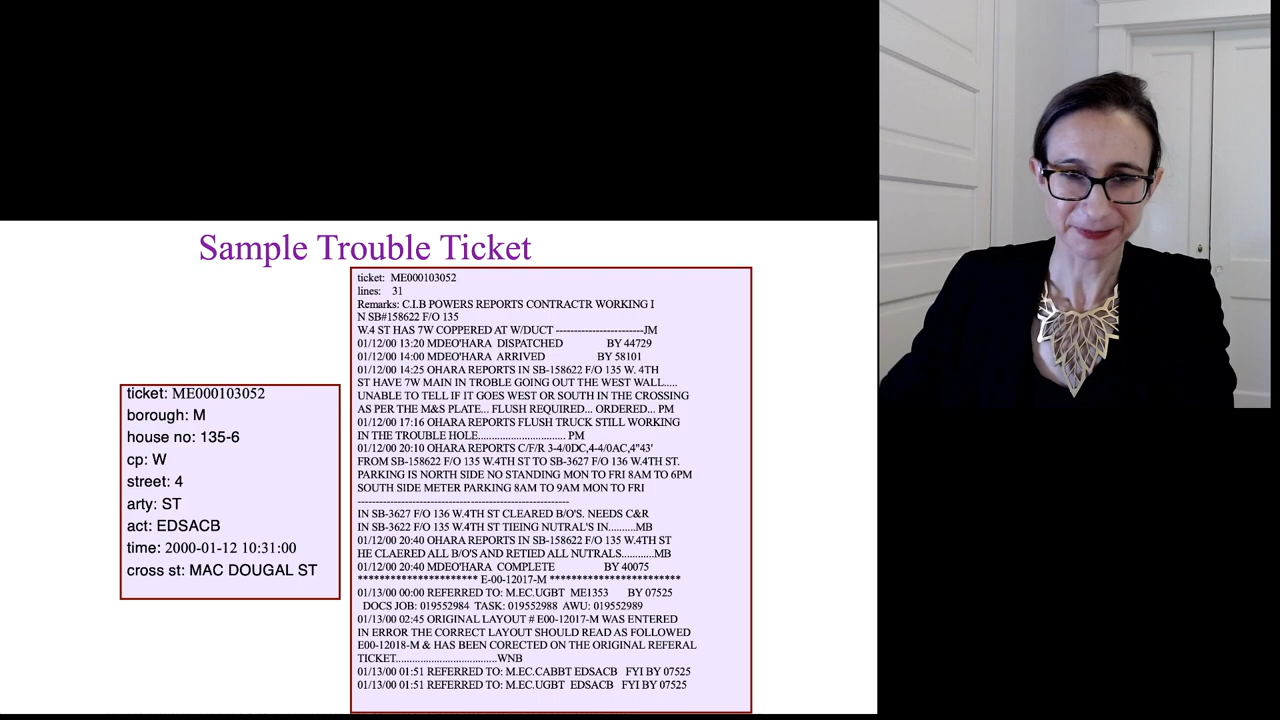 Sample Trouble Ticket
ticket: ME000103052
borough: M
house no: 135-6
cp: W
street: 4
arty: ST
act: EDSACB
time: 2000-01-12 10:31:00
cross st: MAC DOUGAL ST
ticket: ME000103052
lines: 31
Remarks: C.I.B POWERS REPORTS CONTRACTR WORKING I
N SB#158622 F/O 135
W.4 ST HAS 7W COPPERED AT W/DUCT ------------------------JM
01/12/00 13:20 MDEO'HARA DISPATCHED BY 44729
01/12/00 14:00 MDEO'HARA ARRIVED BY 58101
01/12/00 14:25 OHARA REPORTS IN SB-158622 F/O 135 W. 4TH
ST HAVE 7W MAIN IN TROBLE GOING OUT THE WEST WALL.....
UNABLE TO TELL IF IT GOES WEST OR SOUTH IN THE CROSSING
AS PER THE M&S PLATE... FLUSH REQUIRED... ORDERED... PM
01/12/00 17:16 OHARA REPORTS FLUSH TRUCK STILL WORKING
IN THE TROUBLE HOLE.............................. PM
01/12/00 20:10 OHARA REPORTS C/F/R 3-4/0DC,4-4/0AC,4"43'
FROM SB-158622 F/O 135 W.4TH ST TO SB-3627 F/O 136 W.4TH ST.
PARKING IS NORTH SIDE NO STANDING MON TO FRI 8AM TO 6PM
SOUTH SIDE METER PARKING 8AM TO 9AM MON TO FRI
----------------------------------------------------------
IN SB-3627 F/O 136 W.4TH ST CLEARED B/O'S. NEEDS C&R
IN SB-3622 F/O 135 W.4TH ST TIEING NUTRAL'S IN.........MB
01/12/00 20:40 OHARA REPORTS IN SB-158622 F/O 135 W.4TH ST
HE CLAERED ALL B/O'S AND RETIED ALL NUTRALS...........MB
01/12/00 20:40 MDEO'HARA COMPLETE BY 40075
*********************** E-00-12017-M *************************
01/13/00 00:00 REFERRED TO: M.EC.UGBT ME1353 BY 07525
DOCS JOB: 019552984 TASK: 019552988 AWU: 019552989
01/13/00 02:45 ORIGINAL LAYOUT # E00-12017-M WAS ENTERED
IN ERROR THE CORRECT LAYOUT SHOULD READ AS FOLLOWED
E00-12018-M & HAS BEEN CORECTED ON THE ORIGINAL REFERAL
TICKET..................................WNB
01/13/00 01:51 REFERRED TO: M.EC.CABBT EDSACB FYI BY 07525
01/13/00 01:51 REFERRED TO: M.EC.UGBT EDSACB FYI BY 07525